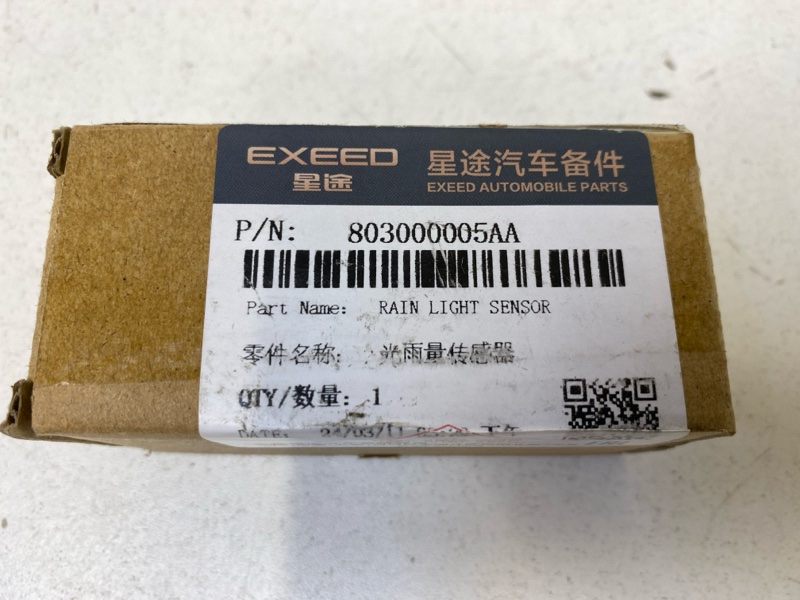 EXEED 星途汽车备件
星途 EXEED AUTOMOBILE PARTS
P/N: 803000005AA
Part Name: RAIN LIGHT SENSOR
零件名称: 光雨量传感器
QTY/数量: 1
DATE: